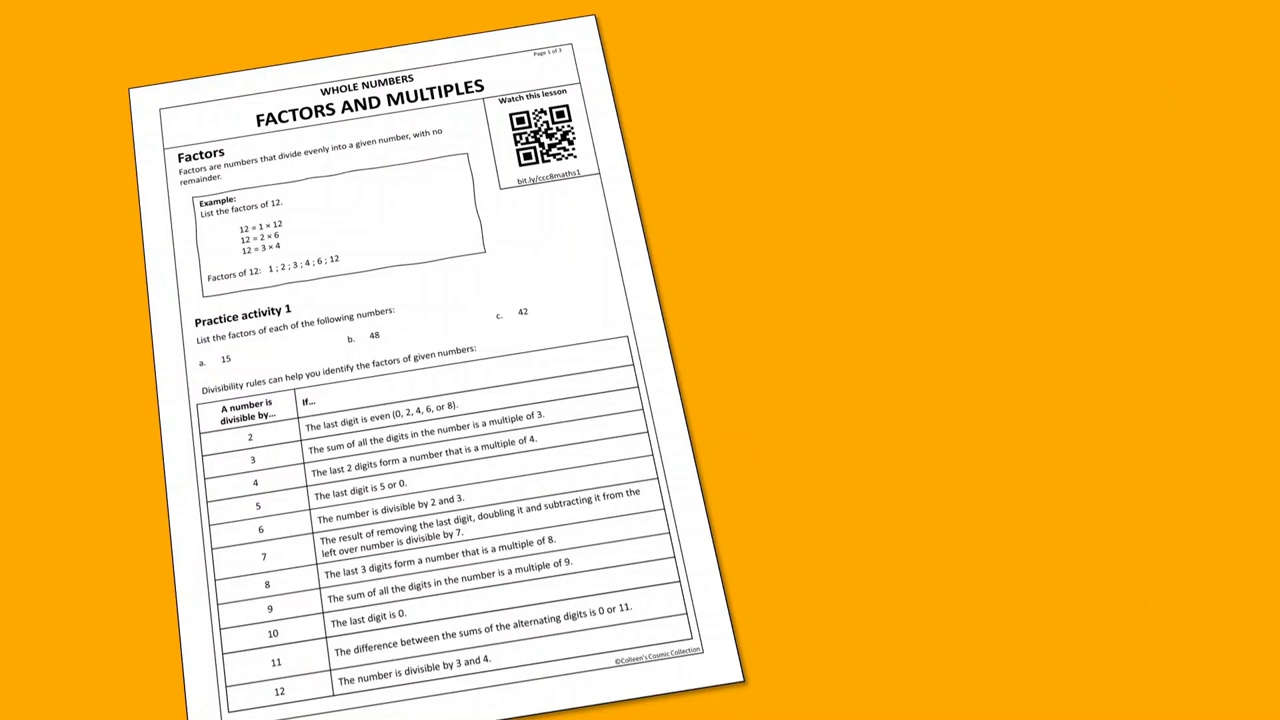 Page 1 of 3
WHOLE NUMBERS
FACTORS AND MULTIPLES
Watch this lesson
bit.ly/ccc8maths1
Factors
Factors are numbers that divide evenly into a given number, with no
remainder.
Example:
List the factors of 12.
12 = 1 × 12
12 = 2 × 6
12 = 3 × 4
Factors of 12: 1 ; 2 ; 3 ; 4 ; 6 ; 12
Practice activity 1
List the factors of each of the following numbers:
a. 15 b. 48 c. 42
Divisibility rules can help you identify the factors of given numbers:
A number is
divisible by... If...
2 The last digit is even (0, 2, 4, 6, or 8).
3 The sum of all the digits in the number is a multiple of 3.
4 The last 2 digits form a number that is a multiple of 4.
5 The last digit is 5 or 0.
6 The number is divisible by 2 and 3.
7 The result of removing the last digit, doubling it and subtracting it from the
left over number is divisible by 7.
8 The last 3 digits form a number that is a multiple of 8.
9 The sum of all the digits in the number is a multiple of 9.
10 The last digit is 0.
11 The difference between the sums of the alternating digits is 0 or 11.
12 The number is divisible by 3 and 4.
©Colleen's Cosmic Collection